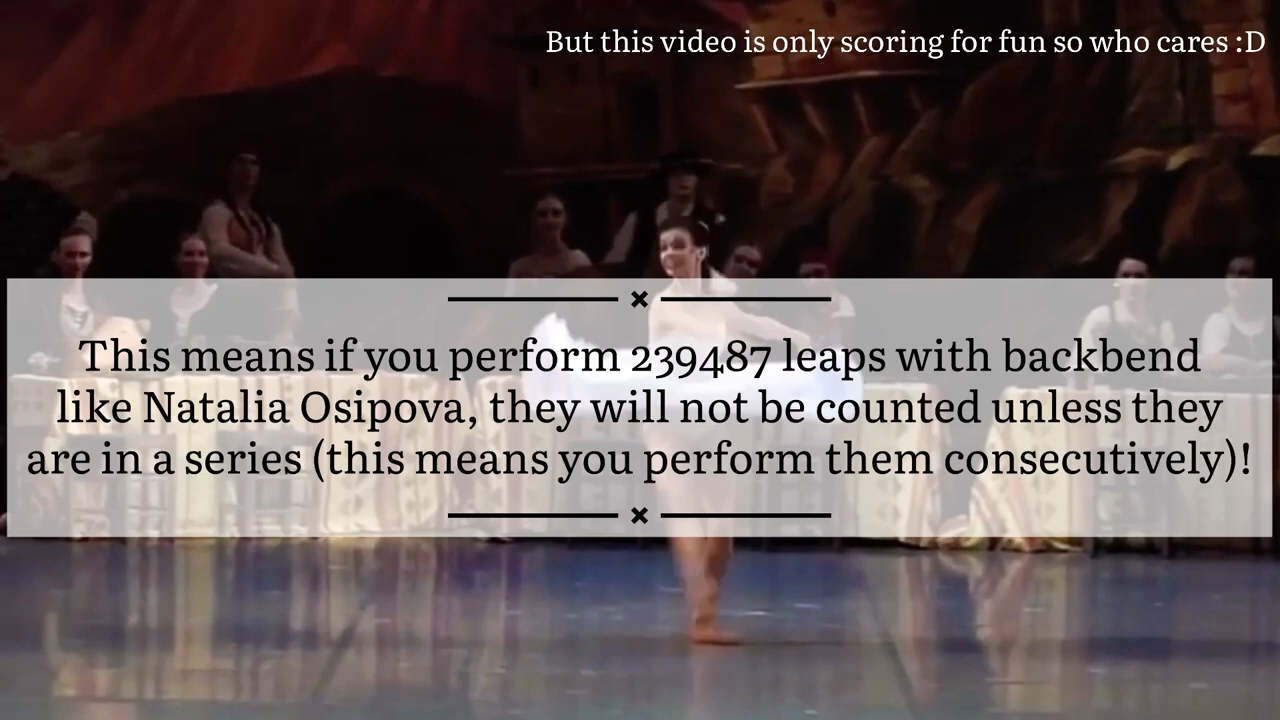 But this video is only scoring for fun so who cares :D
This means if you perform 239487 leaps with backbend
like Natalia Osipova, they will not be counted unless they
are in a series (this means you perform them consecutively)!